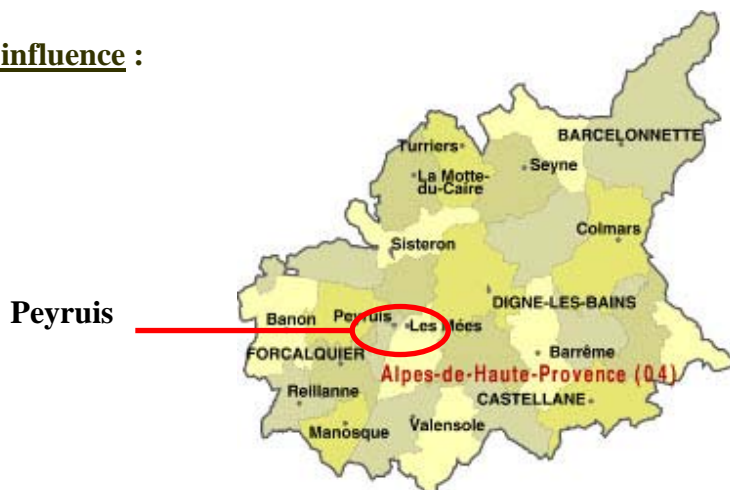 influence :
BARCELONNETTE
Turriers
Seyne
La Motte-
du-Caire
Colmars
Sisteron
Peyruis
DIGNE-LES-BAINS
Banon
Peyruis
Les Mées
FORCALQUIER
Barrême
Alpes-de-Haute-Provence (04)
Reillanne
CASTELLANE
Manosque
Valensole